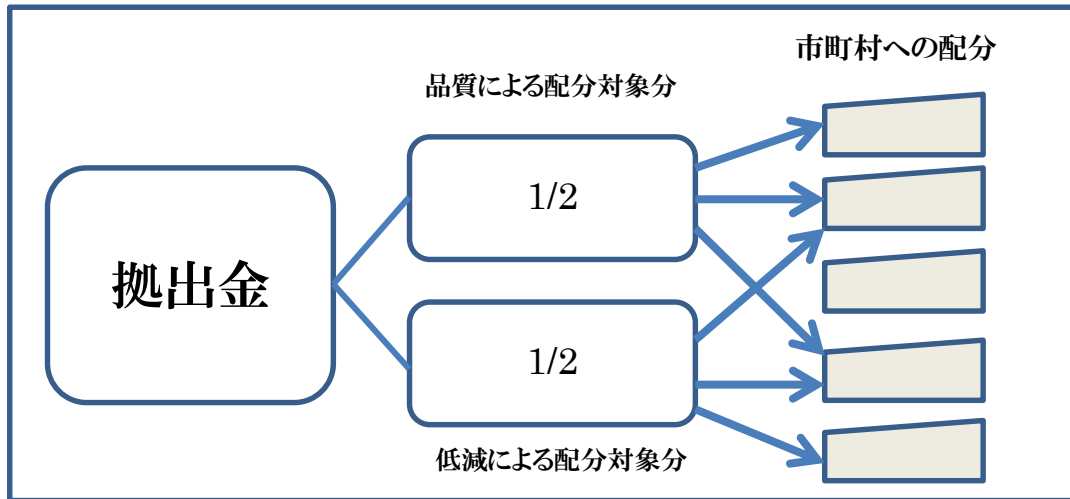 市町村への配分
品質による配分対象分
1/2
拠出金
1/2
低減による配分対象分